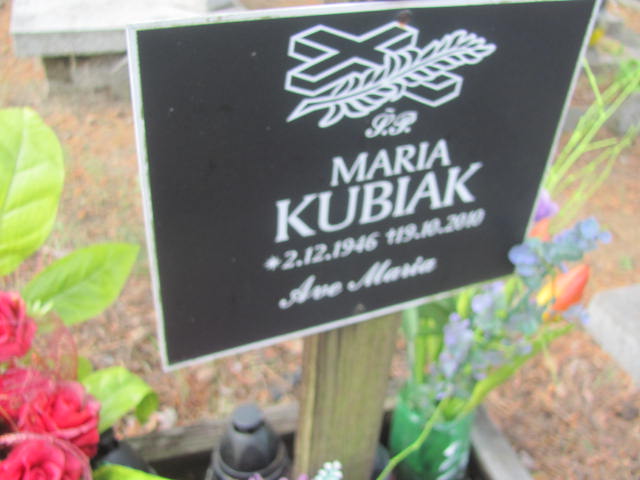 Ś.P.
MARIA
KUBIAK
*2.12.1946 †19.10.2010
Ave Maria